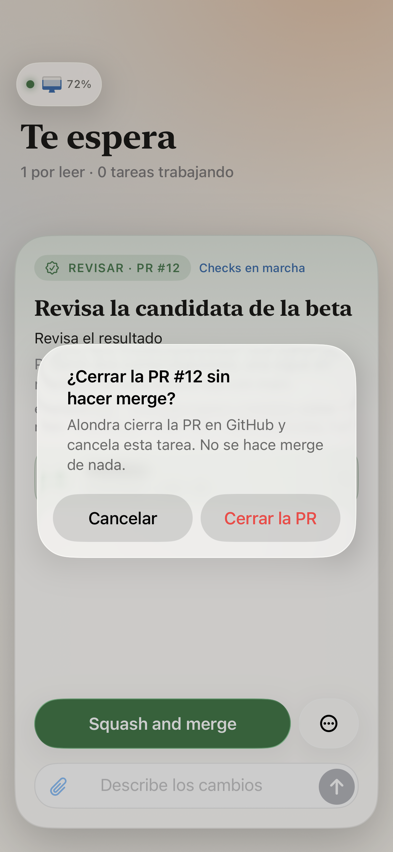 72%
Te espera
1 por leer · 0 tareas trabajando
REVISAR · PR #12
Checks en marcha
Revisa la candidata de la beta
Revisa el resultado
¿Cerrar la PR #12 sin
hacer merge?
Alondra cierra la PR en GitHub y
cancela esta tarea. No se hace merge
de nada.
Cancelar
Cerrar la PR
Squash and merge
Describe los cambios